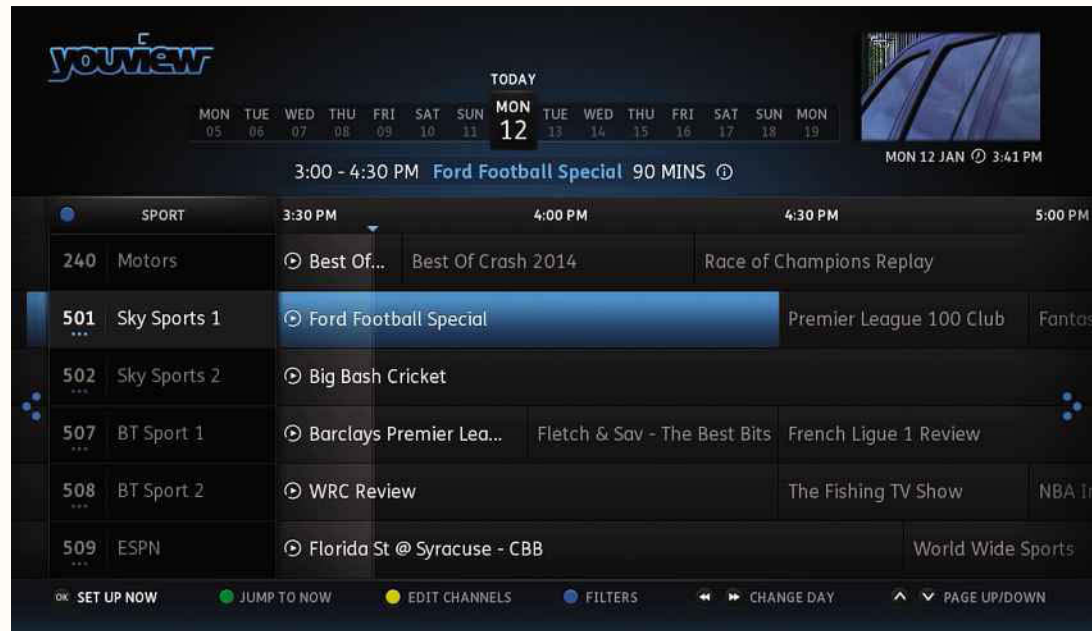 youview
TODAY
MON TUE WED THU FRI SAT SUN MON TUE WED THU FRI SAT SUN MON
05 06 07 08 09 10 11 12 13 14 15 16 17 18 19
MON 12 JAN 3:41 PM
3:00 - 4:30 PM Ford Football Special 90 MINS
SPORT 3:30 PM 4:00 PM 4:30 PM 5:00 PM
240 Motors Best Of... Best Of Crash 2014 Race of Champions Replay
501 Sky Sports 1 Ford Football Special Premier League 100 Club Fantas
502 Sky Sports 2 Big Bash Cricket
507 BT Sport 1 Barclays Premier Lea... Fletch & Sav - The Best Bits French Ligue 1 Review
508 BT Sport 2 WRC Review The Fishing TV Show NBA I
509 ESPN Florida St @ Syracuse - CBB World Wide Sports
OK SET UP NOW JUMP TO NOW EDIT CHANNELS FILTERS CHANGE DAY PAGE UP/DOWN